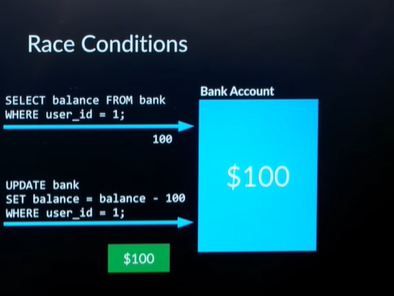 Race Conditions
Bank Account
SELECT balance FROM bank
WHERE user_id = 1;
100
$100
UPDATE bank
SET balance = balance - 100
WHERE user_id = 1;
$100